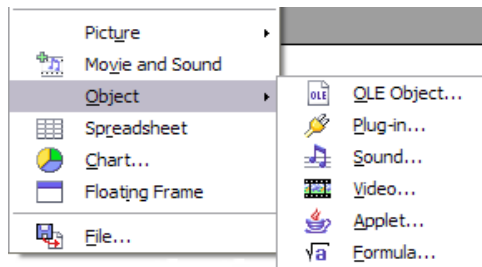 Picture
Movie and Sound
Object
Spreadsheet
Chart...
Floating Frame
File...
OLE OLE Object...
Plug-in...
Sound...
Video...
Applet...
√a Formula...